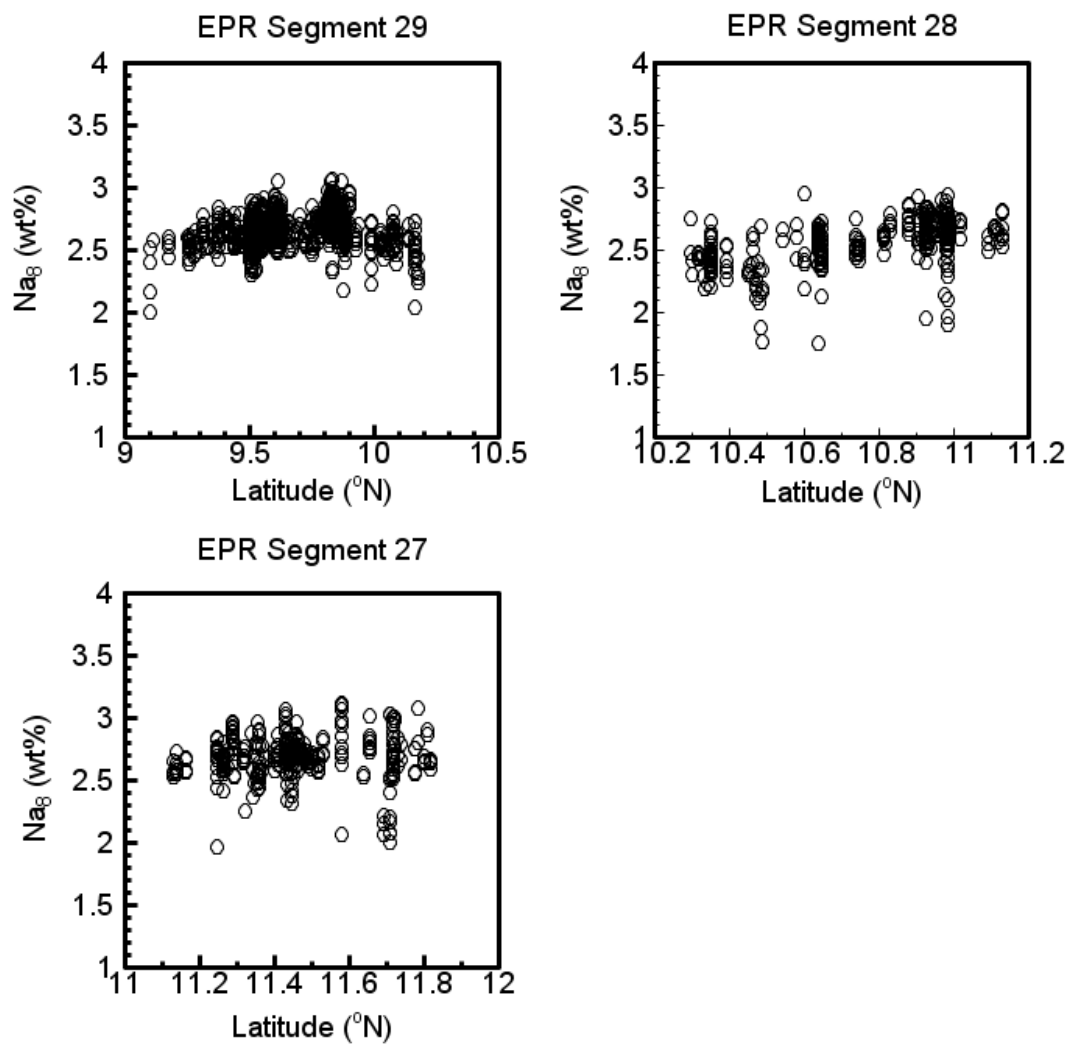 EPR Segment 29
4
3.5
3
2.5
2
1.5
1
Na₈ (wt%)
9 9.5 10 10.5
Latitude (°N)
EPR Segment 28
4
3.5
3
2.5
2
1.5
1
Na₈ (wt%)
10.2 10.4 10.6 10.8 11 11.2
Latitude (°N)
EPR Segment 27
4
3.5
3
2.5
2
1.5
1
Na₈ (wt%)
11 11.2 11.4 11.6 11.8 12
Latitude (°N)